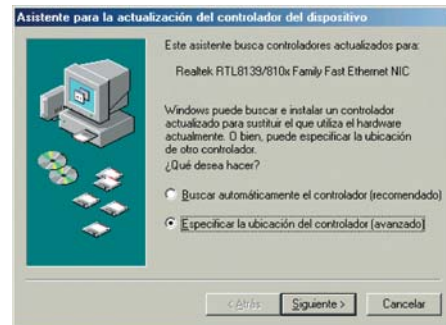 Asistente para la actualización del controlador del dispositivo
Este asistente busca controladores actualizados para:
Realtek RTL8139/810x Family Fast Ethernet NIC
Windows puede buscar e instalar un controlador
actualizado para sustituir el que utiliza el hardware
actualmente. O bien, puede especificar la ubicación
de otro controlador.
¿Qué desea hacer?
Buscar automáticamente el controlador (recomendado)
Especificar la ubicación del controlador (avanzado)
< Atrás
Siguiente >
Cancelar